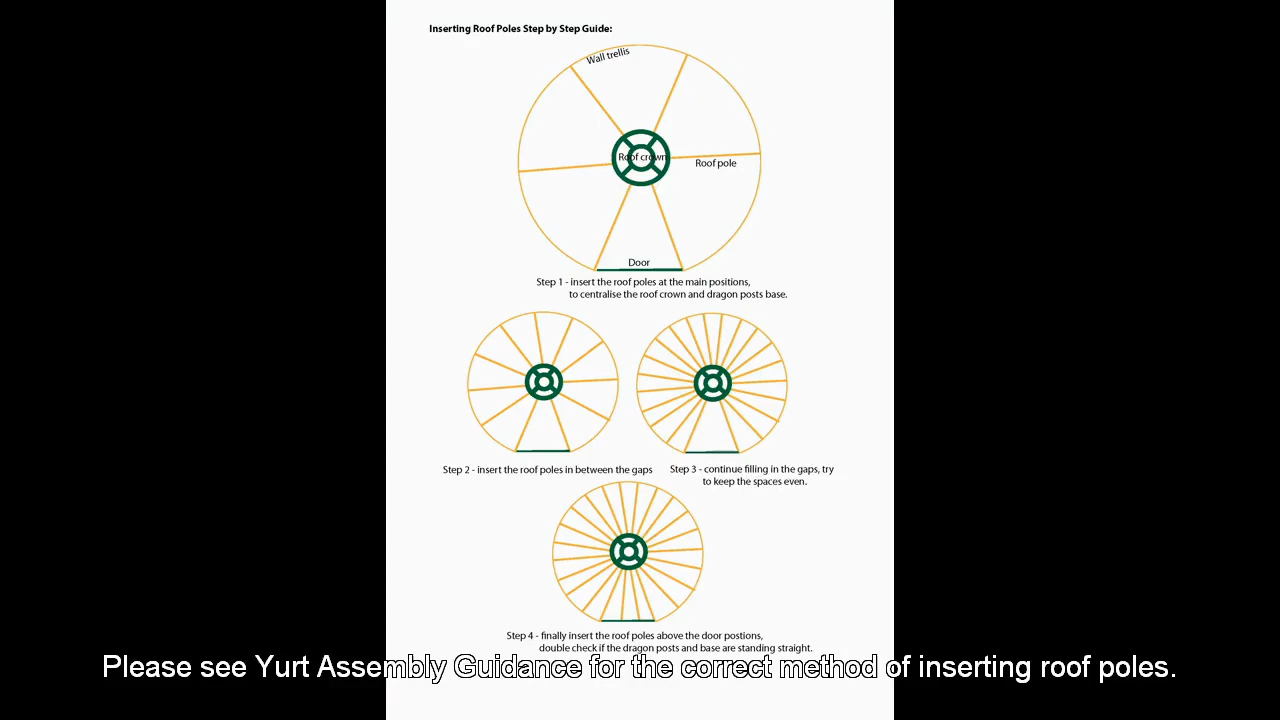 Inserting Roof Poles Step by Step Guide:
Wall trellis
Roof crown
Roof pole
Door
Step 1 - insert the roof poles at the main positions,
to centralise the roof crown and dragon posts base.
Step 2 - insert the roof poles in between the gaps
Step 3 - continue filling in the gaps, try
to keep the spaces even.
Step 4 - finally insert the roof poles above the door postions,
double check if the dragon posts and base are standing straight.
Please see Yurt Assembly Guidance for the correct method of inserting roof poles.